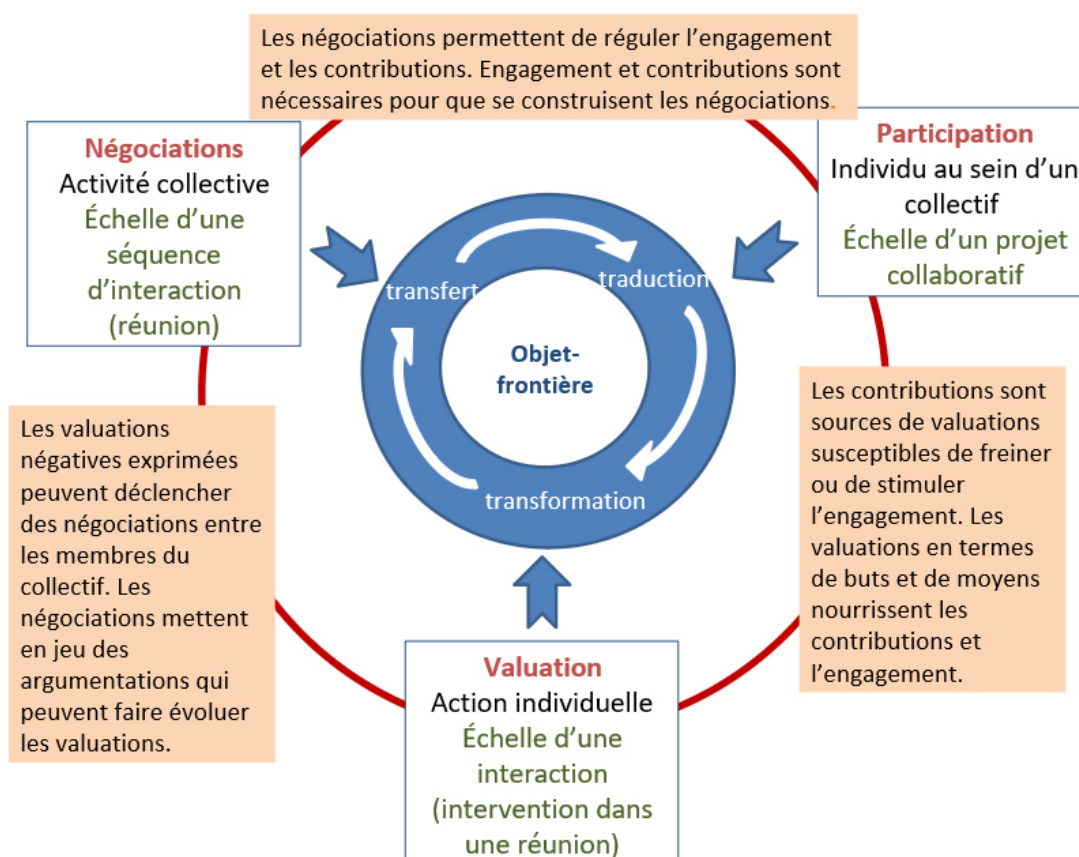 Les négociations permettent de réguler l’engagement
et les contributions. Engagement et contributions sont
nécessaires pour que se construisent les négociations.
Négociations
Activité collective
Échelle d’une
séquence
d’interaction
(réunion)
Participation
Individu au sein d’un
collectif
Échelle d’un projet
collaboratif
transfert
traduction
transformation
Objet-
frontière
Les valuations
négatives exprimées
peuvent déclencher
des négociations entre
les membres du
collectif. Les
négociations mettent
en jeu des
argumentations qui
peuvent faire évoluer
les valuations.
Les contributions sont
sources de valuations
susceptibles de freiner
ou de stimuler
l’engagement. Les
valuations en termes
de buts et de moyens
nourrissent les
contributions et
l’engagement.
Valuation
Action individuelle
Échelle d’une
interaction
(intervention dans
une réunion)